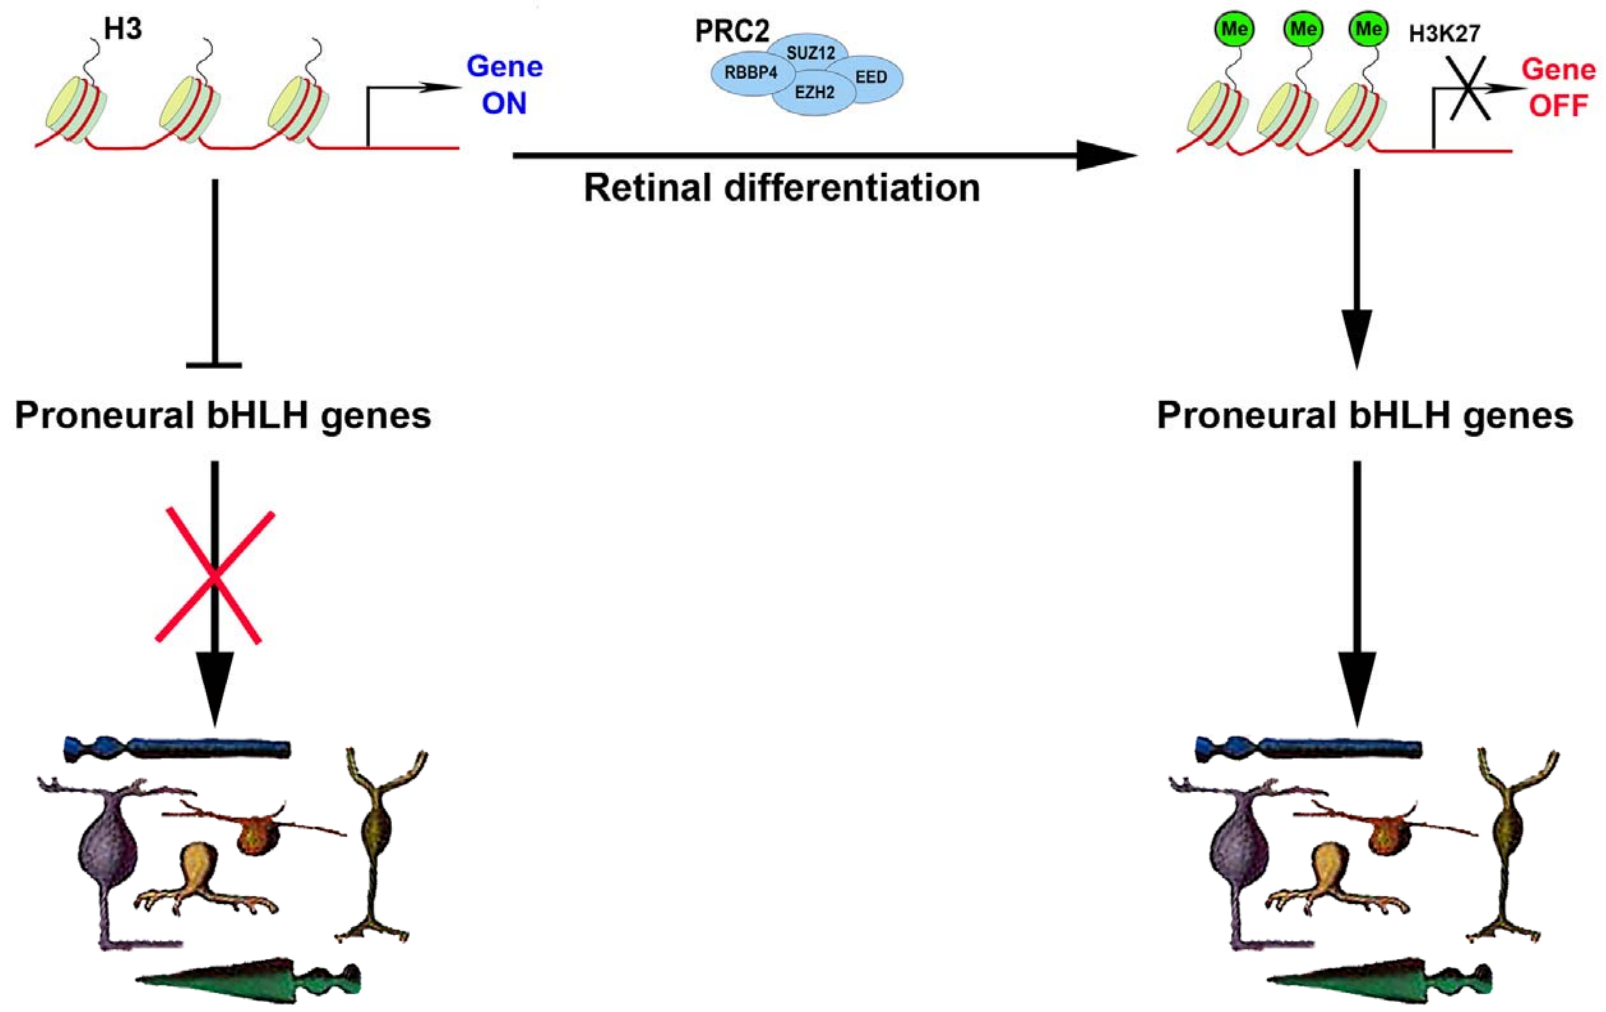 H3
Gene
ON
PRC2
SUZ12
RBBP4
EED
EZH2
Retinal differentiation
Me
Me
Me
H3K27
Gene
OFF
Proneural bHLH genes
Proneural bHLH genes